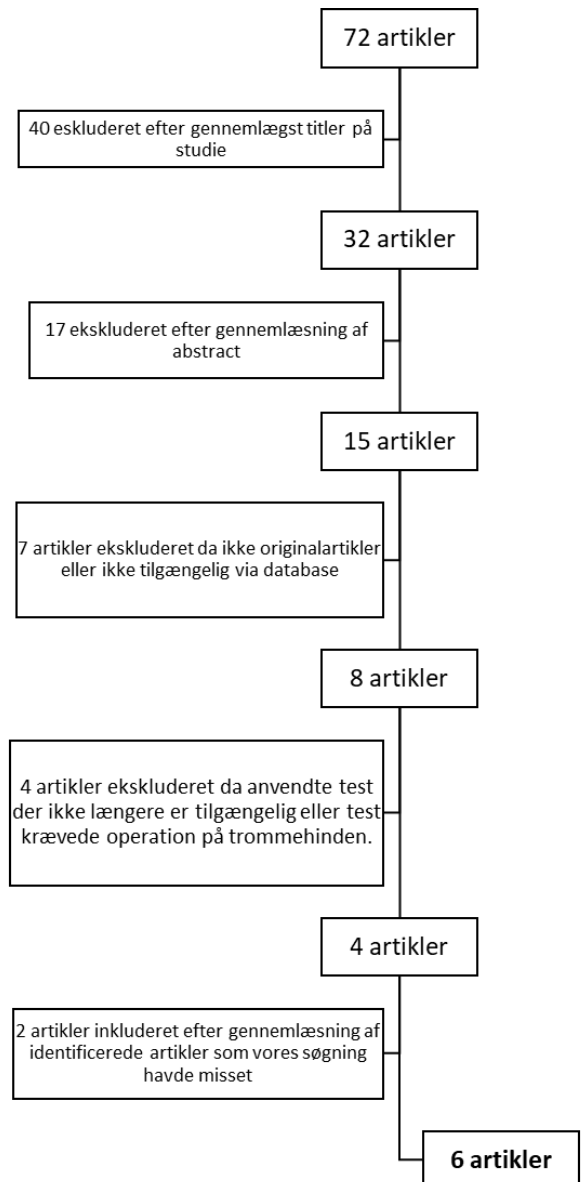 72 artikler
40 eskluderet efter gennemlægst titler på
studie
32 artikler
17 ekskluderet efter gennemlæsning af
abstract
15 artikler
7 artikler ekskluderet da ikke originalartikler
eller ikke tilgængelig via database
8 artikler
4 artikler ekskluderet da anvendte test
der ikke længere er tilgængelig eller test
krævede operation på trommehinden.
4 artikler
2 artikler inkluderet efter gennemlæsning af
identificerede artikler som vores søgning
havde misset
6 artikler